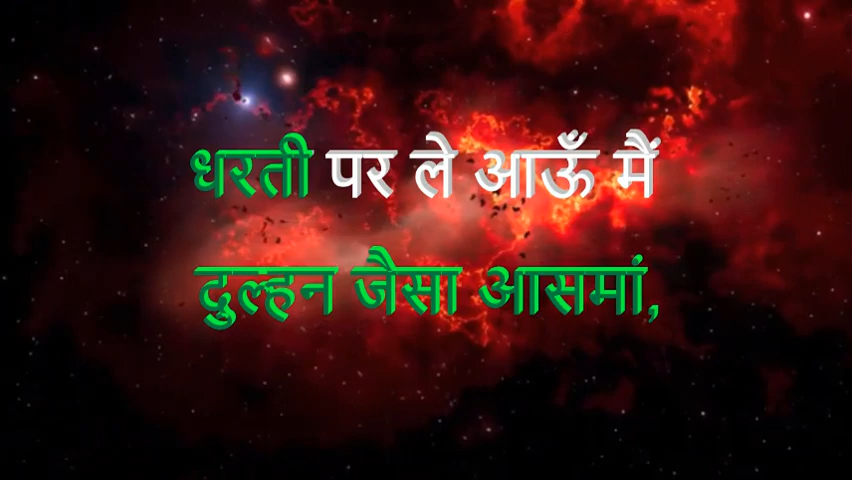 धरती पर ले आऊँ मैं
दुल्हन जैसा आसमां,